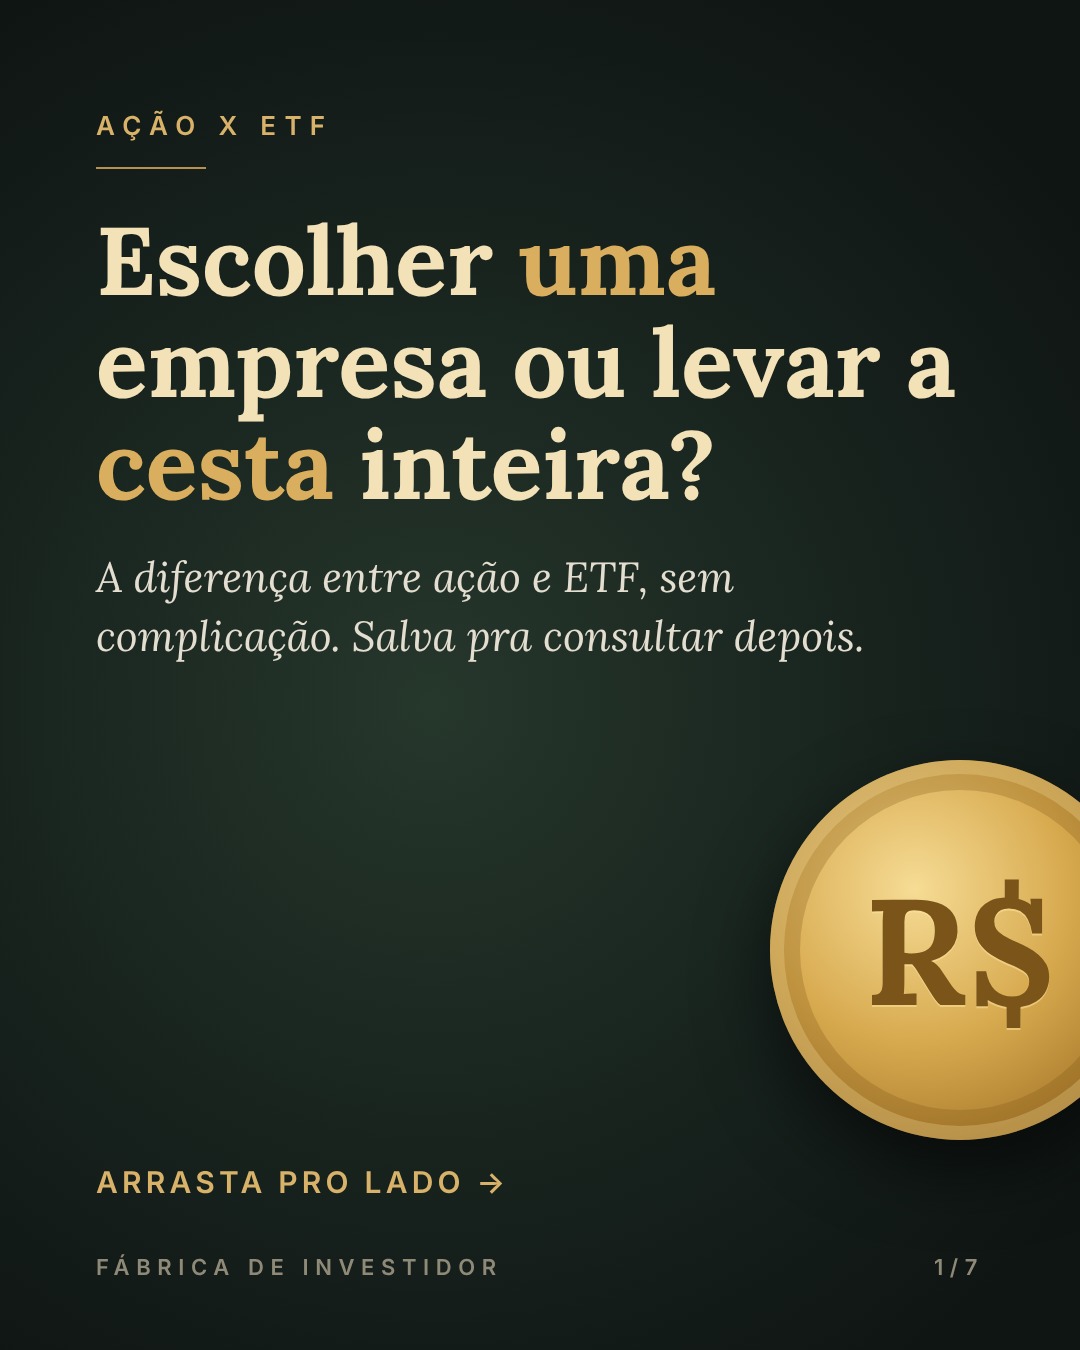 AÇÃO X ETF
Escolher uma
empresa ou levar a
cesta inteira?
A diferença entre ação e ETF, sem
complicação. Salva pra consultar depois.
R$
ARRASTA PRO LADO →
FÁBRICA DE INVESTIDOR
1/7